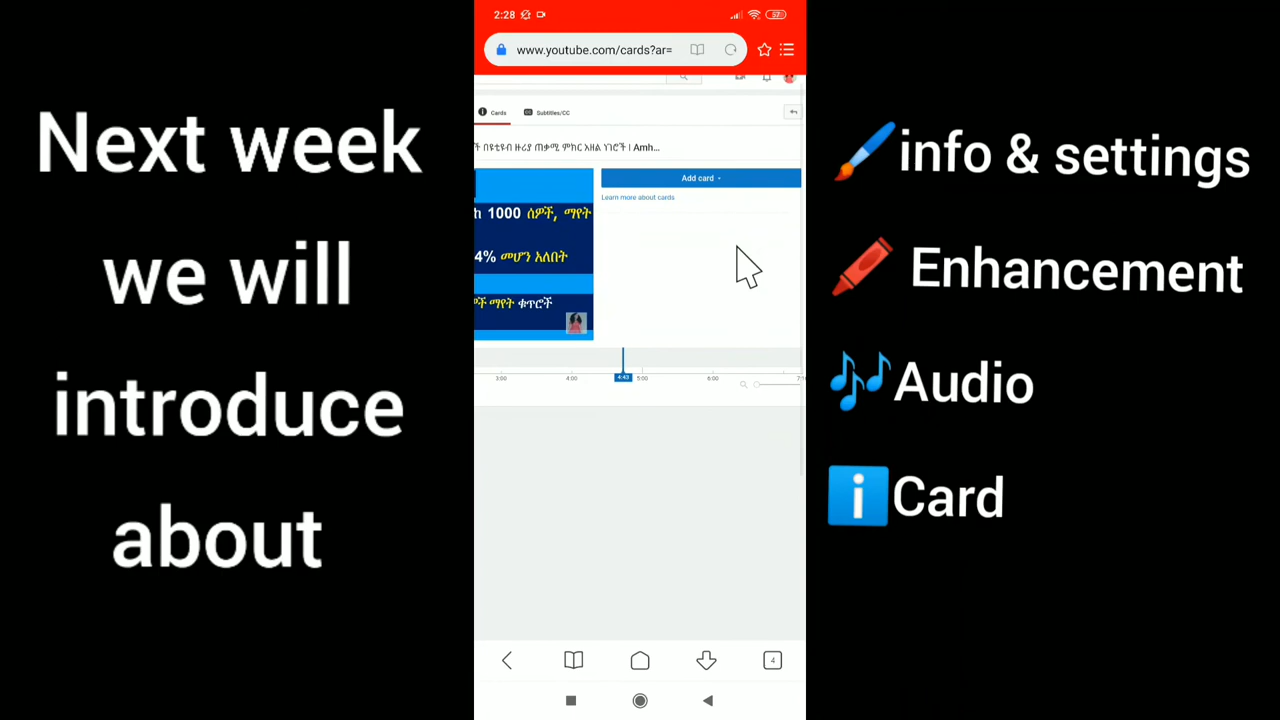 Next week
we will
introduce
about
2:28
57
www.youtube.com/cards?ar=
Cards
Subtitles/CC
ች በዩቲዩብ ዙሪያ ጠቃሚ ምክር አዘል ነገሮች | Amh...
1000 ሰዎች, ማየት
4% መሆን አለበት
ማየት ቁጥሮች
Add card
Learn more about cards
3:00
4:00
4:43
5:00
6:00
4
info & settings
Enhancement
Audio
Card